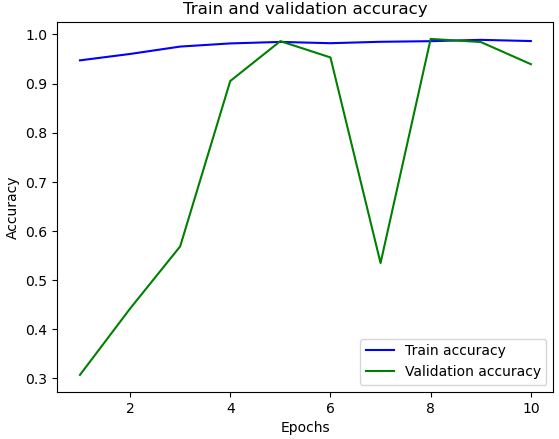 Train and validation accuracy
1.0
0.9
0.8
0.7
0.6
0.5
0.4
0.3
Accuracy
Train accuracy
Validation accuracy
2 4 6 8 10
Epochs